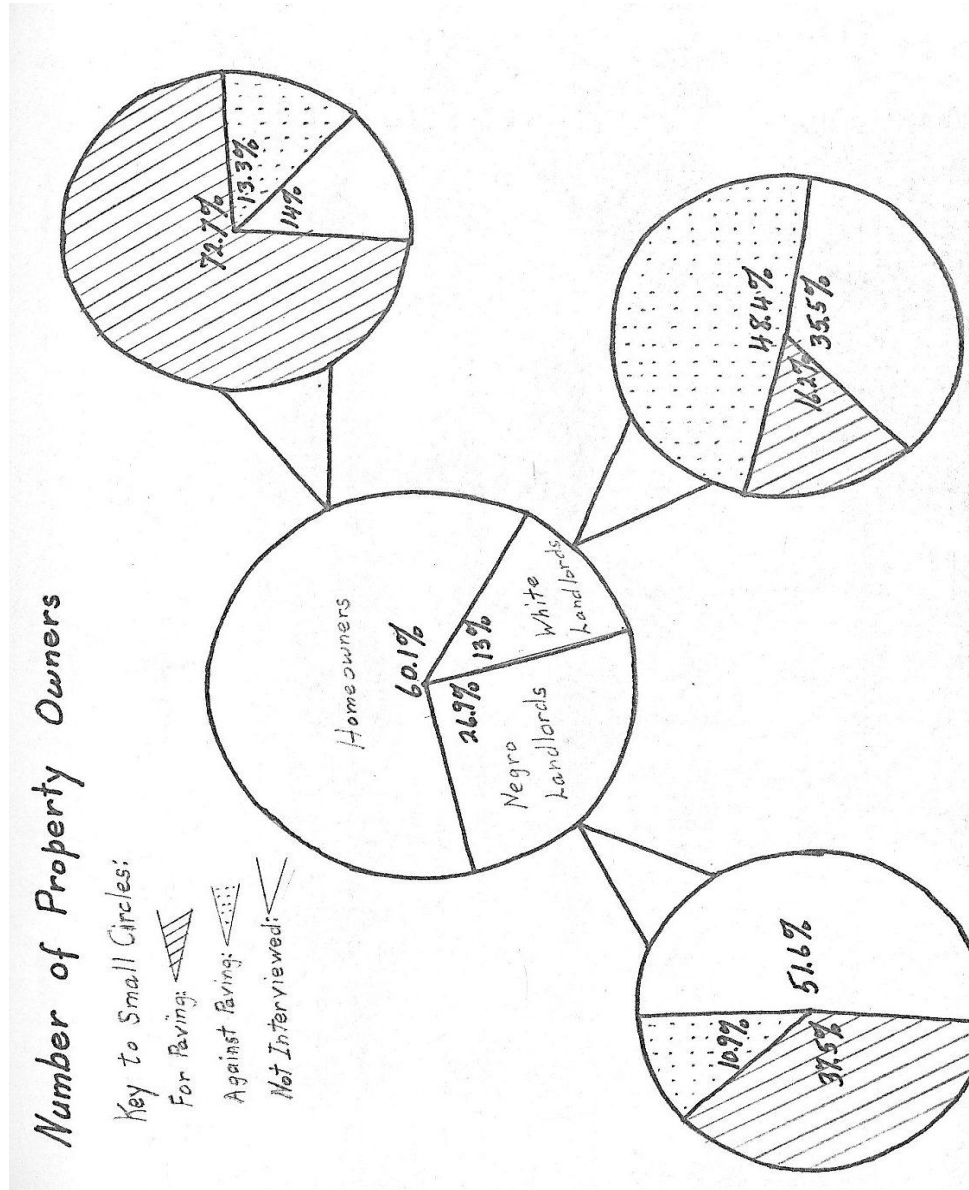 Number of Property Owners
Key to Small Circles:
For Paving:
Against Paving:
Not Interviewed:
Homeowners
60.1%
26.9%
13%
Negro
Landlords
White
Landlords
72.7%
13.3%
14%
10.9%
51.6%
37.5%
48.4%
16.2%
35.5%